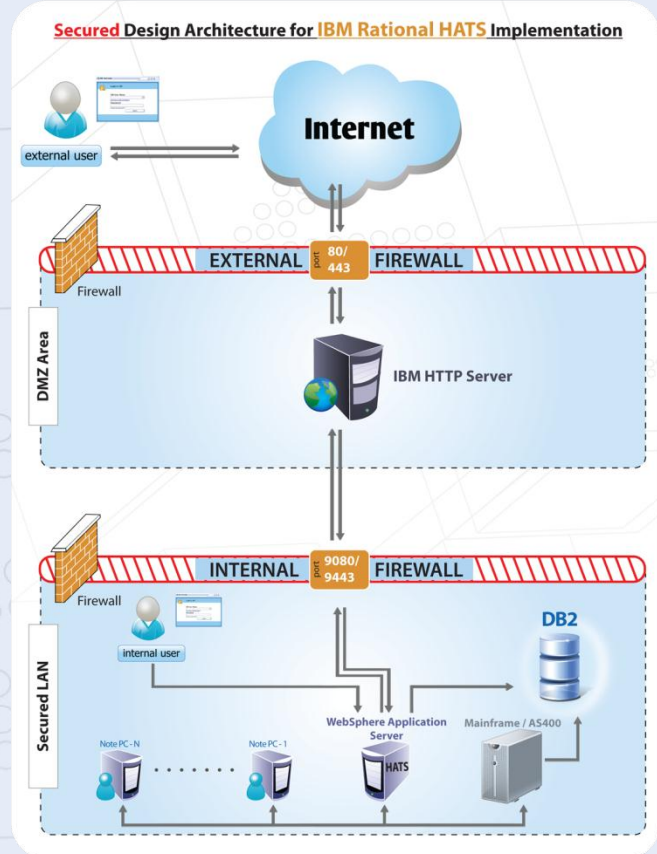 Secured Design Architecture for IBM Rational HATS Implementation
Internet
external user
EXTERNAL port 80/ 443 FIREWALL
Firewall
DMZ Area
IBM HTTP Server
INTERNAL port 9080/ 9443 FIREWALL
Firewall
Secured LAN
internal user
DB2
WebSphere Application
Server
Mainframe / AS400
Note PC - N
Note PC - 1
HATS